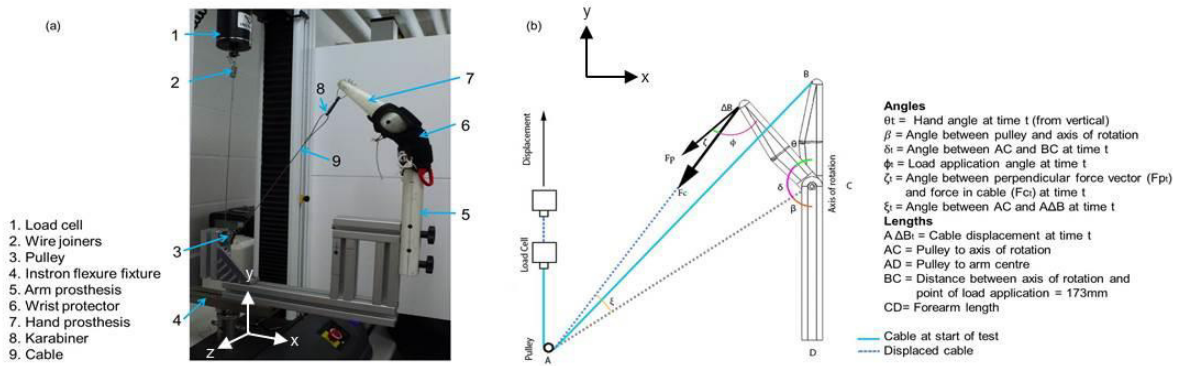 (a)
1
2
3
4
5
6
7
8
9
y
x
z
1. Load cell
2. Wire joiners
3. Pulley
4. Instron flexure fixture
5. Arm prosthesis
6. Wrist protector
7. Hand prosthesis
8. Karabiner
9. Cable
(b)
y
x
Displacement
Load Cell
Pulley
A
B
ΔB
Fp
ζ
Fc
ϕ
θ
δ
β
C
Axis of rotation
ξ
D
Angles
θt = Hand angle at time t (from vertical)
β = Angle between pulley and axis of rotation
δt = Angle between AC and BC at time t
ϕt = Load application angle at time t
ζt = Angle between perpendicular force vector (Fpt)
and force in cable (Fct) at time t
ξt = Angle between AC and AΔB at time t
Lengths
A ΔBt = Cable displacement at time t
AC = Pulley to axis of rotation
AD = Pulley to arm centre
BC = Distance between axis of rotation and
point of load application = 173mm
CD= Forearm length
Cable at start of test
Displaced cable